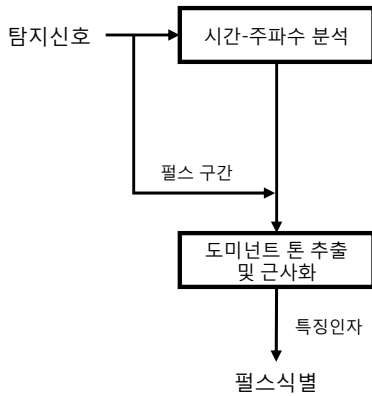 탐지신호
시간-주파수 분석
펄스 구간
도미넌트 톤 추출
및 근사화
특징인자
펄스식별